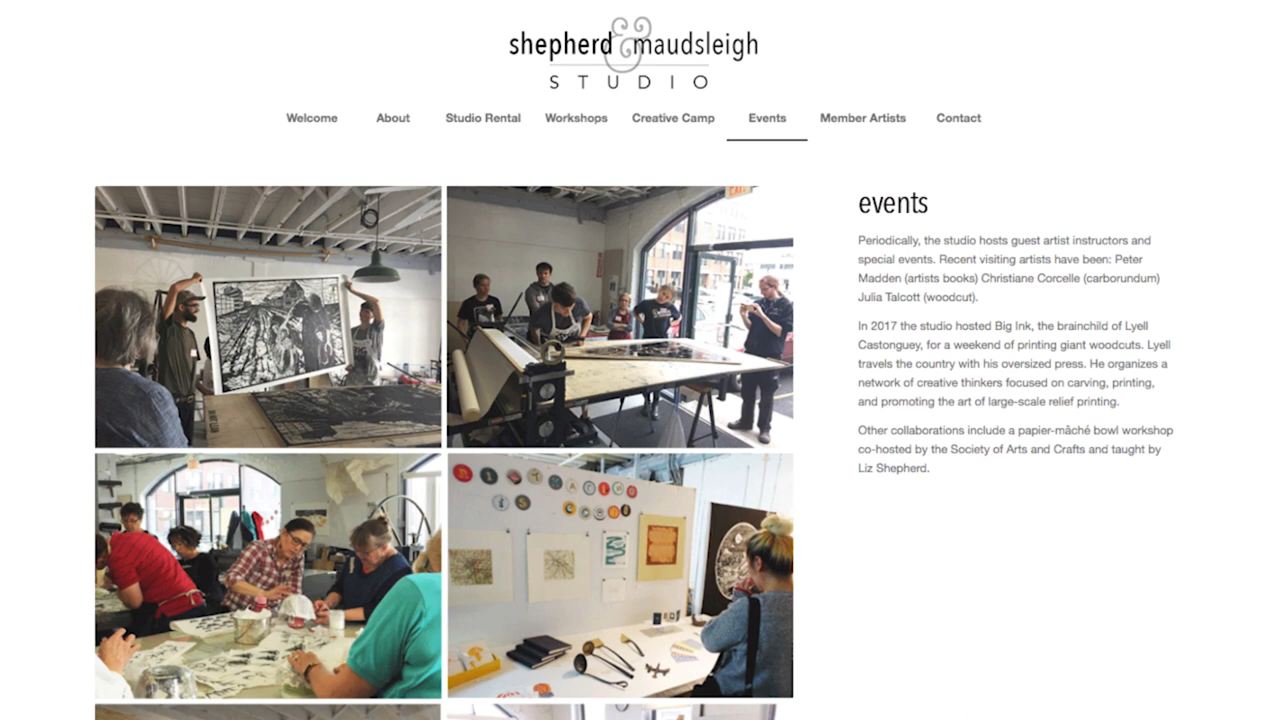 shepherd & maudsleigh
STUDIO
Welcome About Studio Rental Workshops Creative Camp Events Member Artists Contact
events
Periodically, the studio hosts guest artist instructors and
special events. Recent visiting artists have been: Peter
Madden (artists books) Christiane Corcelle (carborundum)
Julia Talcott (woodcut).
In 2017 the studio hosted Big Ink, the brainchild of Lyell
Castonguey, for a weekend of printing giant woodcuts. Lyell
travels the country with his oversized press. He organizes a
network of creative thinkers focused on carving, printing,
and promoting the art of large-scale relief printing.
Other collaborations include a papier-mâché bowl workshop
co-hosted by the Society of Arts and Crafts and taught by
Liz Shepherd.